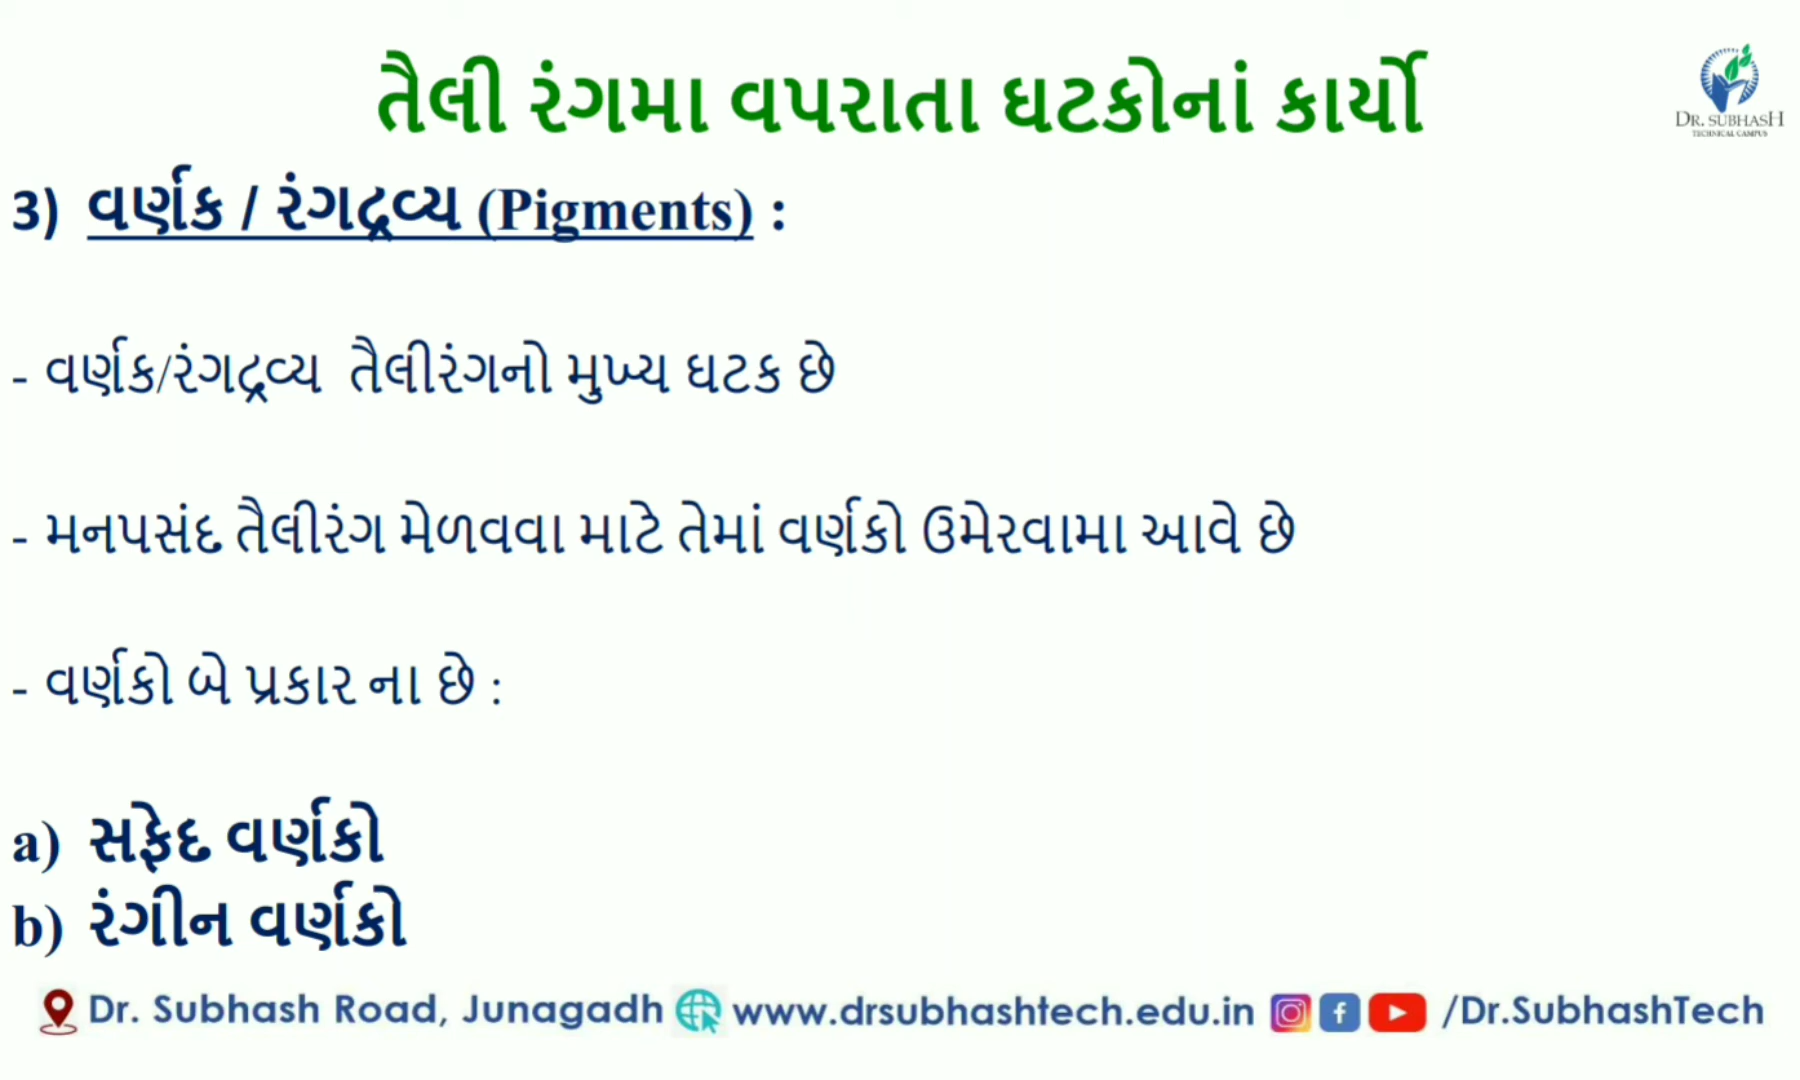 તૈલી રંગમા વપરાતા ઘટકોનાં કાર્યો
DR. SUBHASH
TECHNICAL CAMPUS
3) વર્ણક / રંગદ્રવ્ય (Pigments) :
- વર્ણક/રંગદ્રવ્ય તૈલીરંગનો મુખ્ય ઘટક છે
- મનપસંદ તૈલીરંગ મેળવવા માટે તેમાં વર્ણકો ઉમેરવામા આવે છે
- વર્ણકો બે પ્રકાર ના છે :
a) સફેદ વર્ણકો
b) રંગીન વર્ણકો
Dr. Subhash Road, Junagadh www.drsubhashtech.edu.in /Dr.SubhashTech